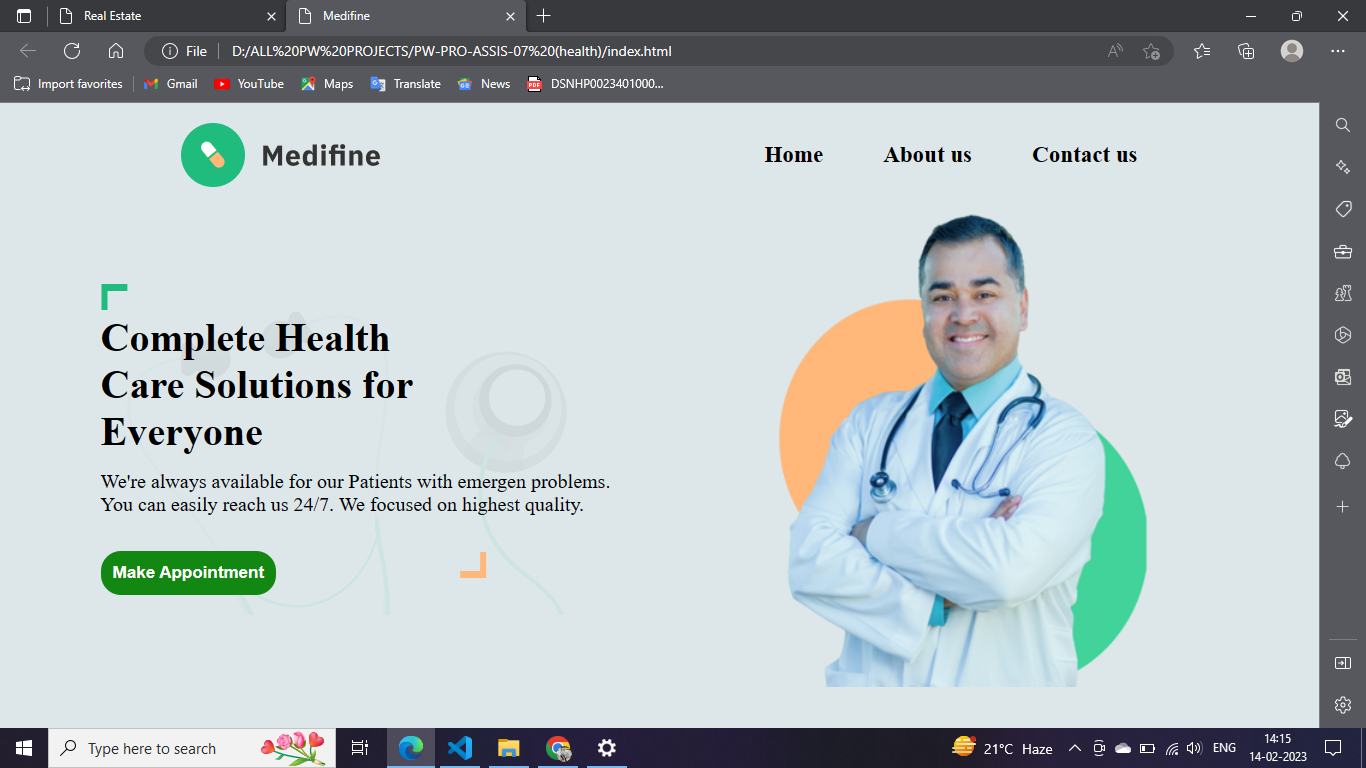 Real Estate
Medifine
File
D:/ALL%20PW%20PROJECTS/PW-PRO-ASSIS-07%20(health)/index.html
Import favorites
Gmail
YouTube
Maps
Translate
News
PDF
DSNHP0023401000...
Medifine
Home
About us
Contact us
Complete Health
Care Solutions for
Everyone
We're always available for our Patients with emergen problems.
You can easily reach us 24/7. We focused on highest quality.
Make Appointment
Type here to search
21°C Haze
ENG
14:15
14-02-2023